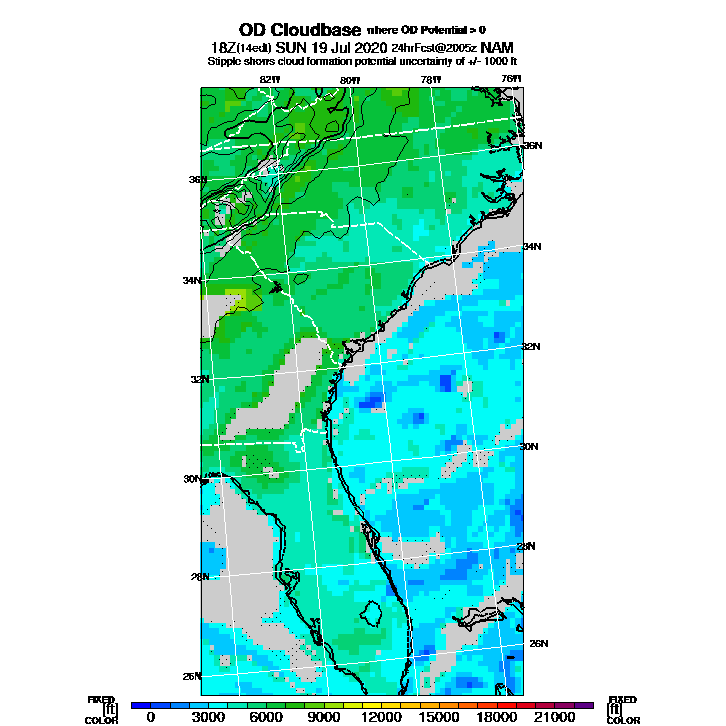 OD Cloudbase where OD Potential > 0
18Z(14edt) SUN 19 Jul 2020 24hrFcst@2005z NAM
Stipple shows cloud formation potential uncertainty of +/- 1000 ft
82W 80W 78W 76W
36N
36N
34N
34N
32N
32N
30N
30N
28N
28N
26N
26N
FIXED FIXED
[ft] [ft]
COLOR 0 3000 6000 9000 12000 15000 18000 21000 COLOR